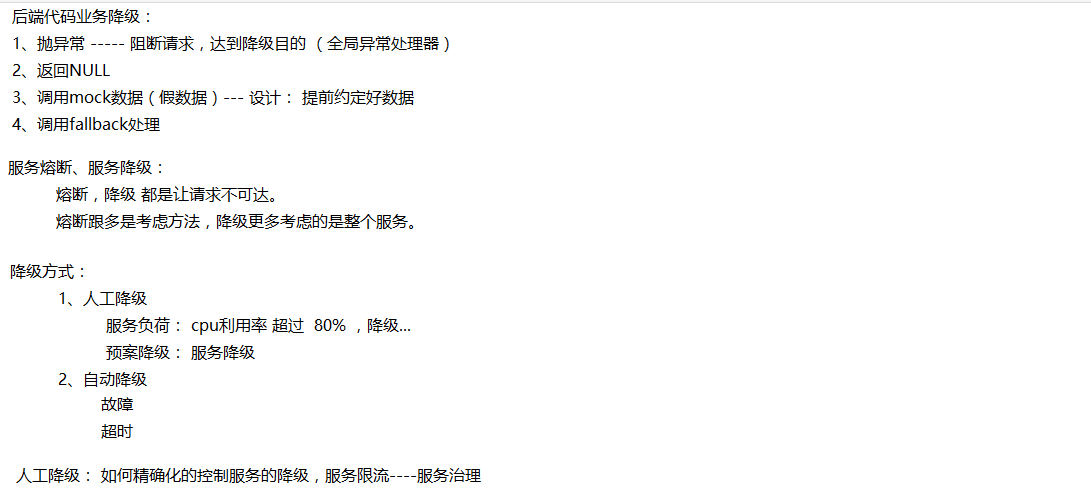 后端代码业务降级：
1、抛异常 ----- 阻断请求，达到降级目的 （全局异常处理器）
2、返回NULL
3、调用mock数据（假数据）--- 设计： 提前约定好数据
4、调用fallback处理
服务熔断、服务降级：
熔断，降级 都是让请求不可达。
熔断跟多是考虑方法，降级更多考虑的是整个服务。
降级方式：
1、人工降级
服务负荷： cpu利用率 超过 80% ，降级...
预案降级： 服务降级
2、自动降级
故障
超时
人工降级： 如何精确化的控制服务的降级，服务限流----服务治理